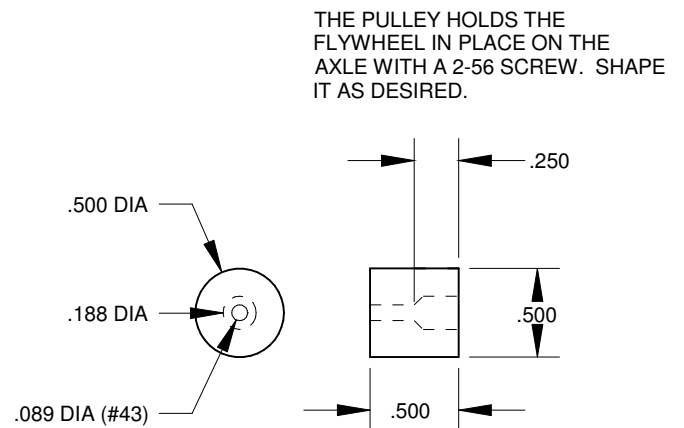 THE PULLEY HOLDS THE
FLYWHEEL IN PLACE ON THE
AXLE WITH A 2-56 SCREW.  SHAPE
IT AS DESIRED.
.250
.500 DIA
.188 DIA
.500
.089 DIA (#43)
.500